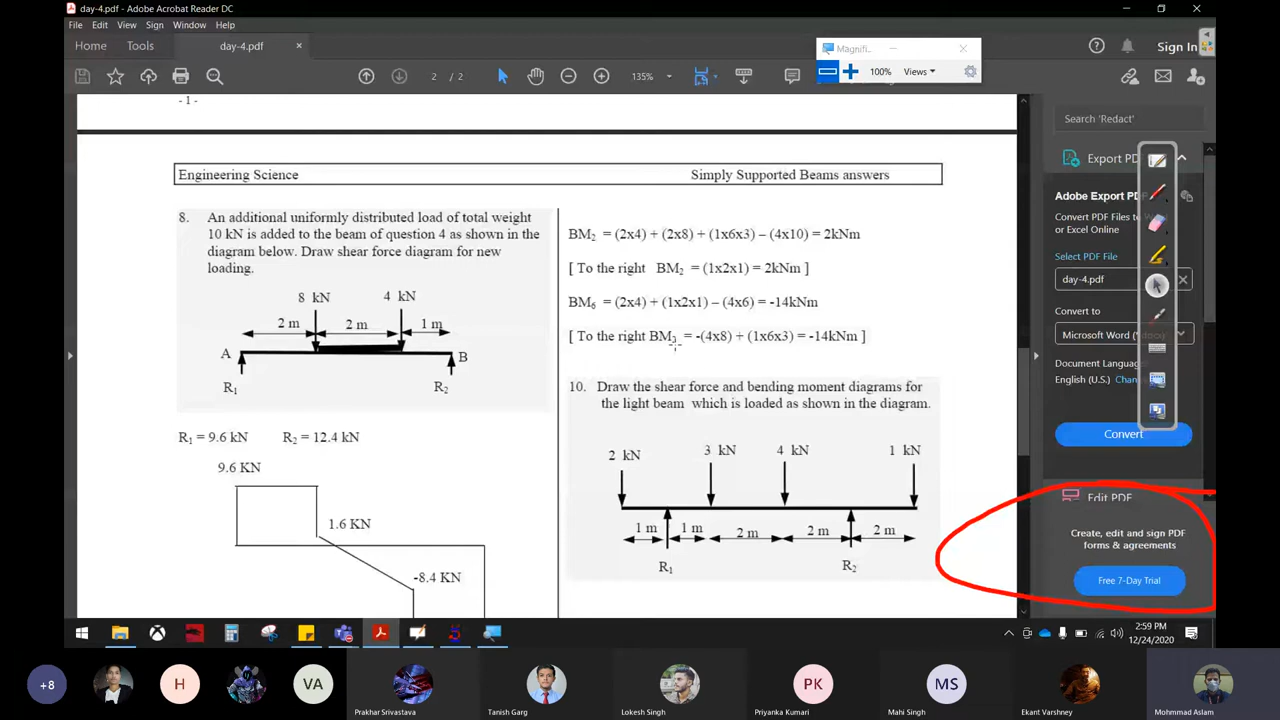 day-4.pdf - Adobe Acrobat Reader DC
File Edit View Sign Window Help
Home Tools day-4.pdf ×
Magnifi...
100% Views
Sign In
2 / 2
135%
- 1 -
Engineering Science Simply Supported Beams answers
8. An additional uniformly distributed load of total weight
10 kN is added to the beam of question 4 as shown in the
diagram below. Draw shear force diagram for new
loading.
8 kN 4 kN
2 m 2 m 1 m
A B
R₁ R₂
R₁ = 9.6 kN R₂ = 12.4 kN
9.6 KN
1.6 KN
-8.4 KN
BM₂ = (2x4) + (2x8) + (1x6x3) – (4x10) = 2kNm
[ To the right BM₂ = (1x2x1) = 2kNm ]
BM₆ = (2x4) + (1x2x1) – (4x6) = -14kNm
[ To the right BM₃ = -(4x8) + (1x6x3) = -14kNm ]
10. Draw the shear force and bending moment diagrams for
the light beam which is loaded as shown in the diagram.
2 kN 3 kN 4 kN 1 kN
1 m 1 m 2 m 2 m 2 m
R₁ R₂
Search 'Redact'
Export PD
Adobe Export PDF
Convert PDF Files to W
or Excel Online
Select PDF File
day-4.pdf
Convert to
Microsoft Word (*
Document Language:
English (U.S.) Chan
Convert
Edit PDF
Create, edit and sign PDF
forms & agreements
Free 7-Day Trial
2:59 PM
12/24/2020
+8
H
VA
Prakhar Srivastava
Tanish Garg
Lokesh Singh
PK
Priyanka Kumari
MS
Mahi Singh
Ekant Varshney
Mohmmad Aslam